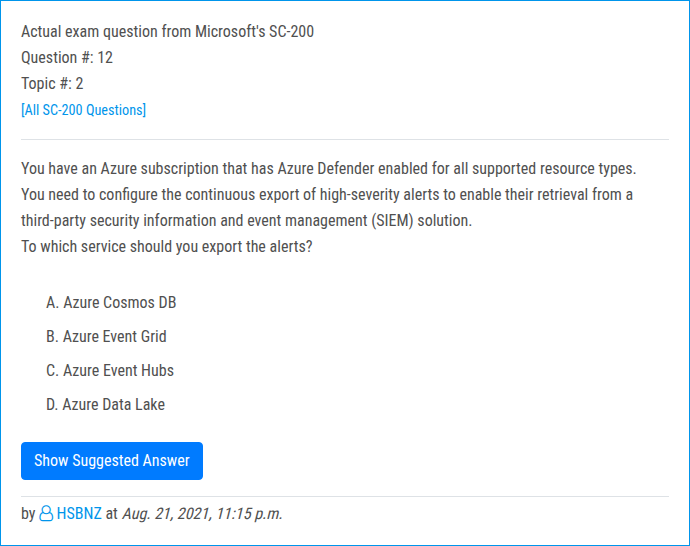 Actual exam question from Microsoft's SC-200
Question #: 12
Topic #: 2
[All SC-200 Questions]
You have an Azure subscription that has Azure Defender enabled for all supported resource types.
You need to configure the continuous export of high-severity alerts to enable their retrieval from a
third-party security information and event management (SIEM) solution.
To which service should you export the alerts?
A. Azure Cosmos DB
B. Azure Event Grid
C. Azure Event Hubs
D. Azure Data Lake
Show Suggested Answer
by HSBNZ at Aug. 21, 2021, 11:15 p.m.